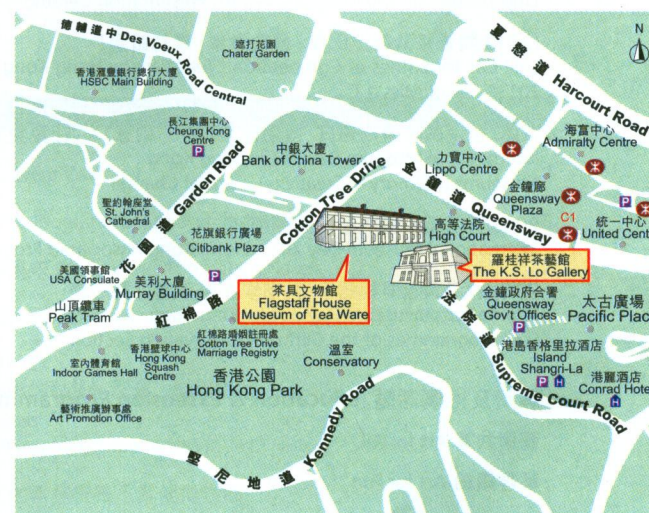 德輔道中 Des Voeux Road Central
遮打花園
Chater Garden
夏慤道 Harcourt Road
N
香港滙豐銀行總行大廈
HSBC Main Building
長江集團中心
Cheung Kong
Centre
P
中銀大廈
Bank of China Tower
力寶中心
Lippo Centre
海富中心
Admiralty Centre
花園道 Garden Road
Cotton Tree Drive
紅棉路
金鐘道 Queensway
金鐘廊
Queensway
Plaza
C1
P
統一中心
United Cent
聖約翰座堂
St. John's
Cathedral
花旗銀行廣場
Citibank Plaza
高等法院
High Court
羅桂祥茶藝館
The K.S. Lo Gallery
美國領事館
USA Consulate
美利大廈
Murray Building
P
茶具文物館
Flagstaff House
Museum of Tea Ware
山頂纜車
Peak Tram
金鐘政府合署
Queensway
Gov't Offices
P
太古廣場
Pacific Plac
法院道 Supreme Court Road
紅棉路婚姻註冊處
Cotton Tree Drive
Marriage Registry
香港壁球中心
Hong Kong
Squash
Centre
室內體育館
Indoor Games Hall
溫室
Conservatory
港島香格里拉酒店
Island
Shangri-La
P H
港麗酒店
Conrad Hote
H
香港公園
Hong Kong Park
藝術推廣辦事處
Art Promotion Office
堅尼地道 Kennedy Road